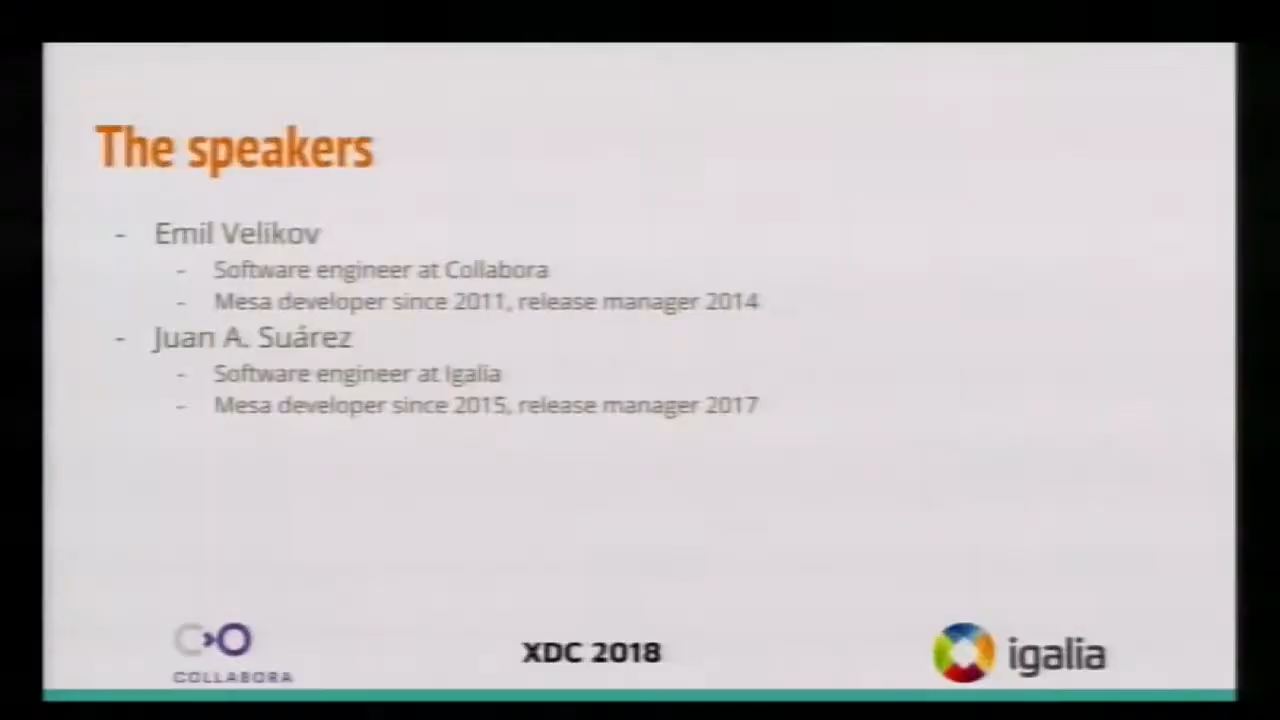 The speakers
- Emil Velikov
- Software engineer at Collabora
- Mesa developer since 2011, release manager 2014
- Juan A. Suárez
- Software engineer at Igalia
- Mesa developer since 2015, release manager 2017
COLLABORA
XDC 2018
igalia